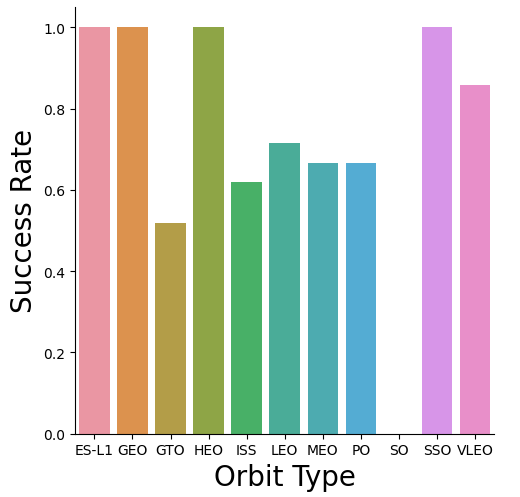 1.0
0.8
0.6
0.4
0.2
0.0
Success Rate
ES-L1 GEO GTO HEO ISS LEO MEO PO SO SSO VLEO
Orbit Type